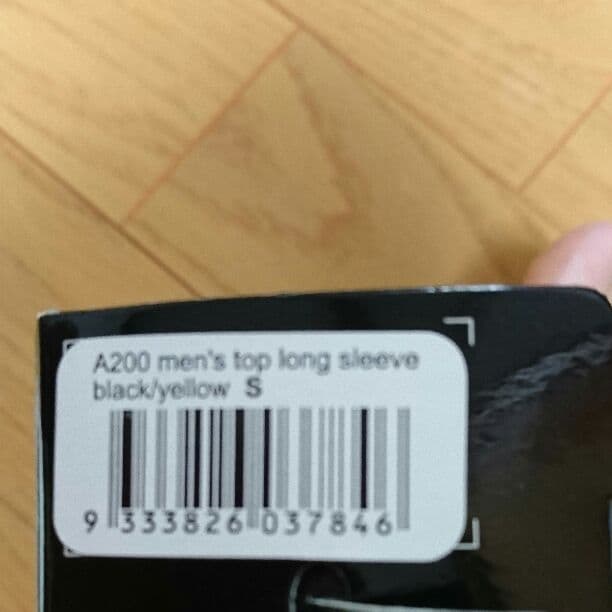 A200 men's top long sleeve
black/yellow S
9 333826 037846